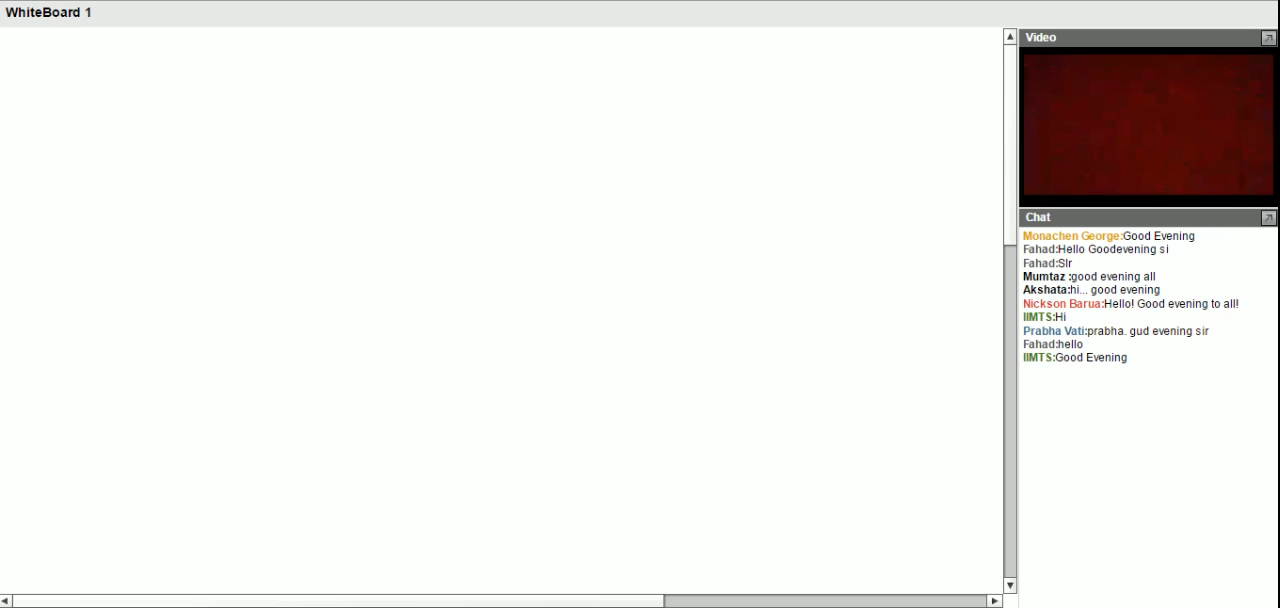 WhiteBoard 1
Video
Chat
Monachen George:Good Evening
Fahad:Hello Goodevening si
Fahad:SIr
Mumtaz :good evening all
Akshata:hi... good evening
Nickson Barua:Hello! Good evening to all!
IIMTS:Hi
Prabha Vati:prabha. gud evening sir
Fahad:hello
IIMTS:Good Evening